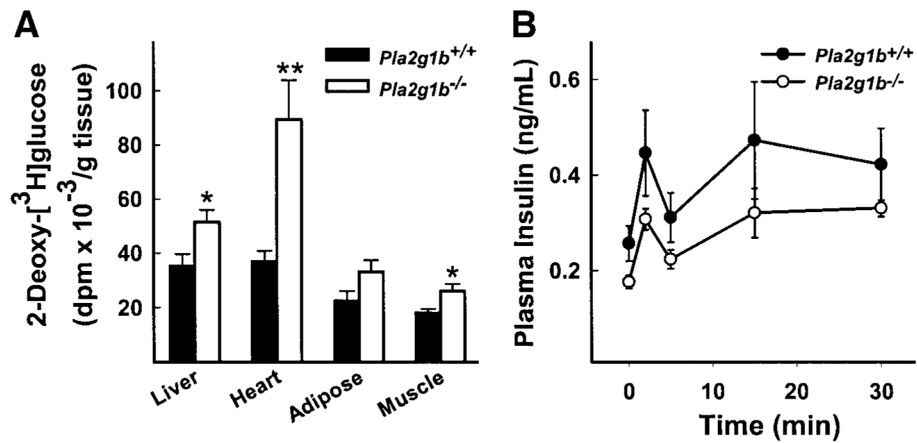 A
2-Deoxy-[³H]glucose
(dpm x 10⁻³/g tissue)
100
80
60
40
20
Pla2g1b+/+
Pla2g1b-/-
*
**
*
Liver
Heart
Adipose
Muscle
B
Plasma Insulin (ng/mL)
0.6
0.4
0.2
Pla2g1b+/+
Pla2g1b-/-
0
10
20
30
Time (min)